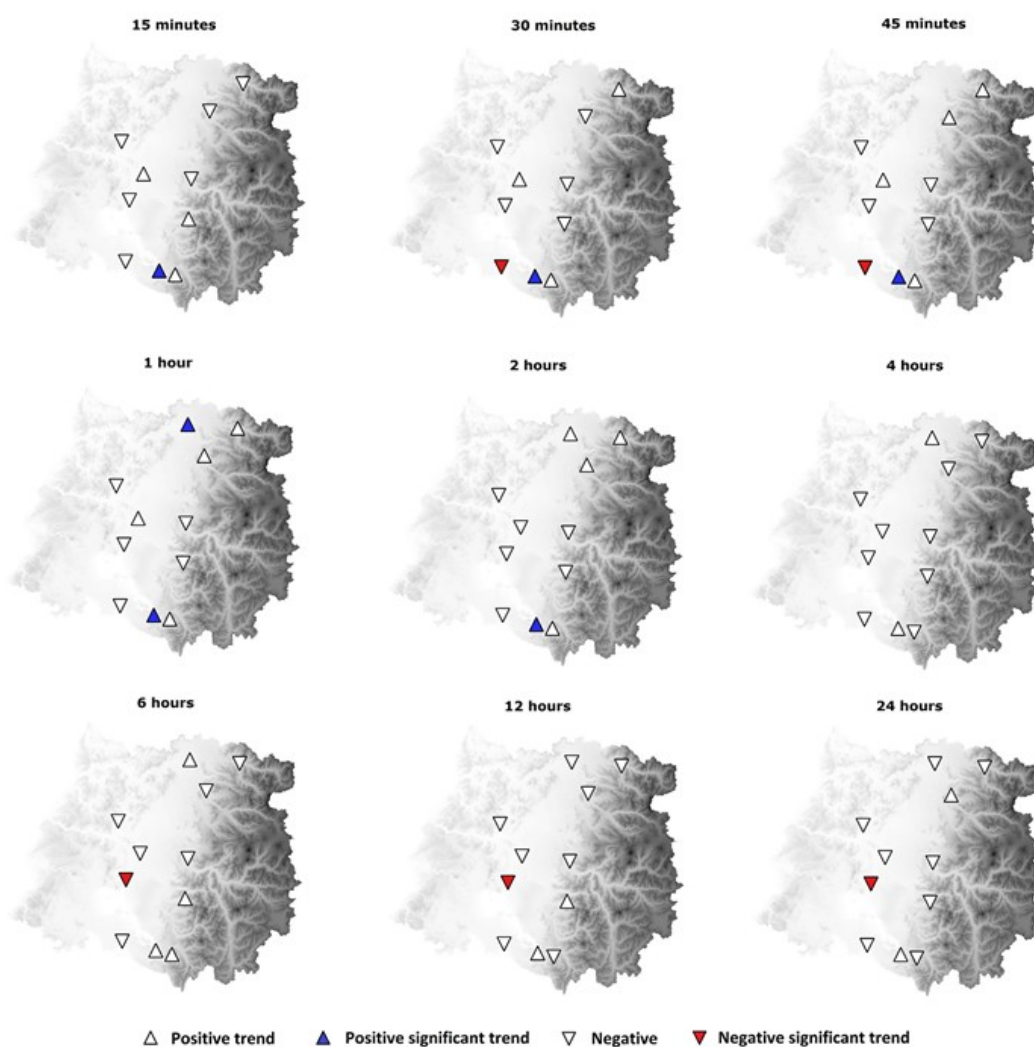 15 minutes
30 minutes
45 minutes
1 hour
2 hours
4 hours
6 hours
12 hours
24 hours
Positive trend
Positive significant trend
Negative
Negative significant trend